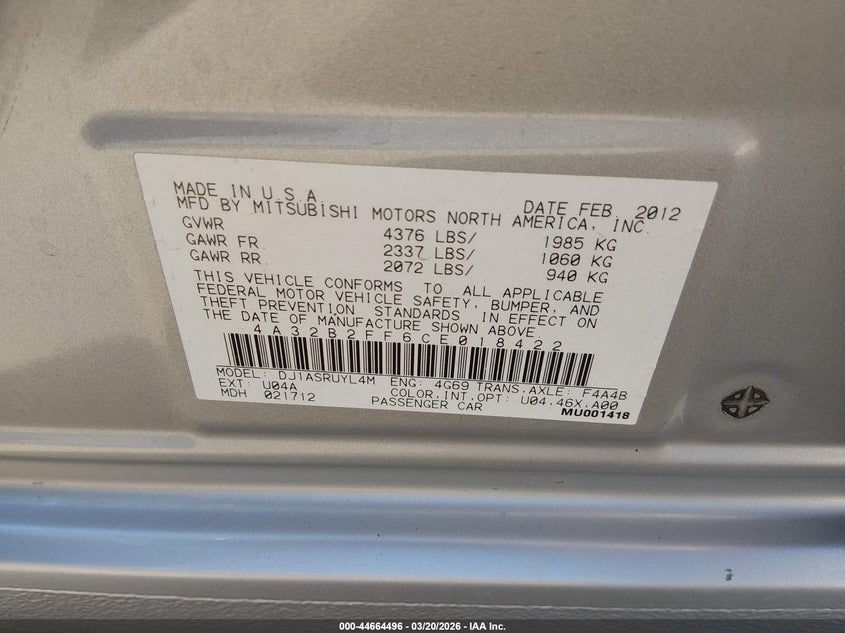 MADE IN U.S.A. DATE FEB. 2012
MFD BY MITSUBISHI MOTORS NORTH AMERICA, INC.
GVWR 4376 LBS/ 1985 KG
GAWR FR. 2337 LBS/ 1060 KG
GAWR RR. 2072 LBS/ 940 KG
THIS VEHICLE CONFORMS TO ALL APPLICABLE
FEDERAL MOTOR VEHICLE SAFETY, BUMPER, AND
THEFT PREVENTION STANDARDS IN EFFECT ON
THE DATE OF MANUFACTURE SHOWN ABOVE
4A32B2FF6CE018422
MODEL: DJ1ASRUYL4M ENG: 4G69 TRANS.AXLE: F4A4B
EXT: U04A COLOR.INT.OPT: U04.46X.A00
MDH 021712 PASSENGER CAR
MU001418
000-44664496 - 03/20/2026 - IAA Inc.